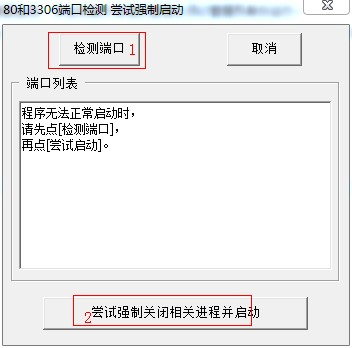 80和3306端口检测 尝试强制启动
检测端口 1
取消
端口列表
程序无法正常启动时，
请先点[检测端口]，
再点[尝试启动]。
2 尝试强制关闭相关进程并启动